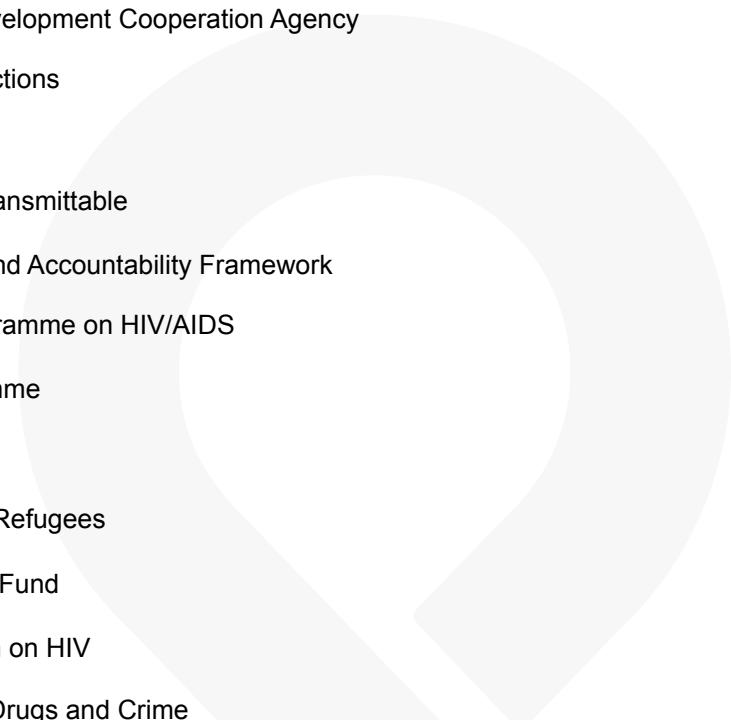 velopment Cooperation Agency
ctions
ansmittable
nd Accountability Framework
ramme on HIV/AIDS
me
Refugees
Fund
on HIV
Drugs and Crime